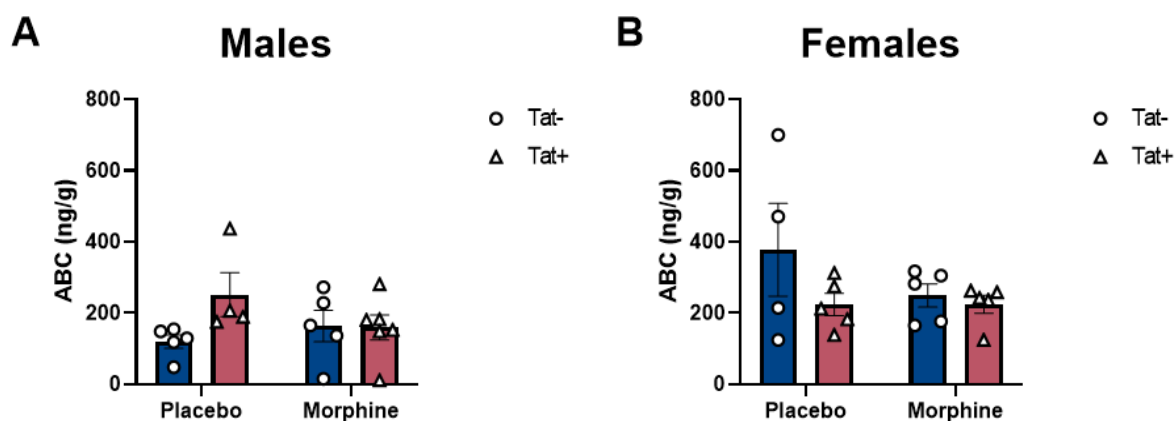 A
Males
ABC (ng/g)
800
600
400
200
0
Placebo
Morphine
Tat-
Tat+
B
Females
ABC (ng/g)
800
600
400
200
0
Placebo
Morphine
Tat-
Tat+